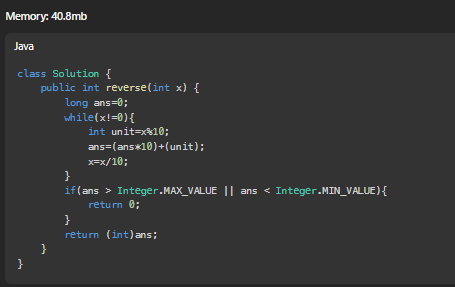 Memory: 40.8mb
Java
class Solution {
    public int reverse(int x) {
        long ans=0;
        while(x!=0){
            int unit=x%10;
            ans=(ans*10)+(unit);
            x=x/10;
        }
        if(ans > Integer.MAX_VALUE || ans < Integer.MIN_VALUE){
            return 0;
        }
        return (int)ans;
    }
}